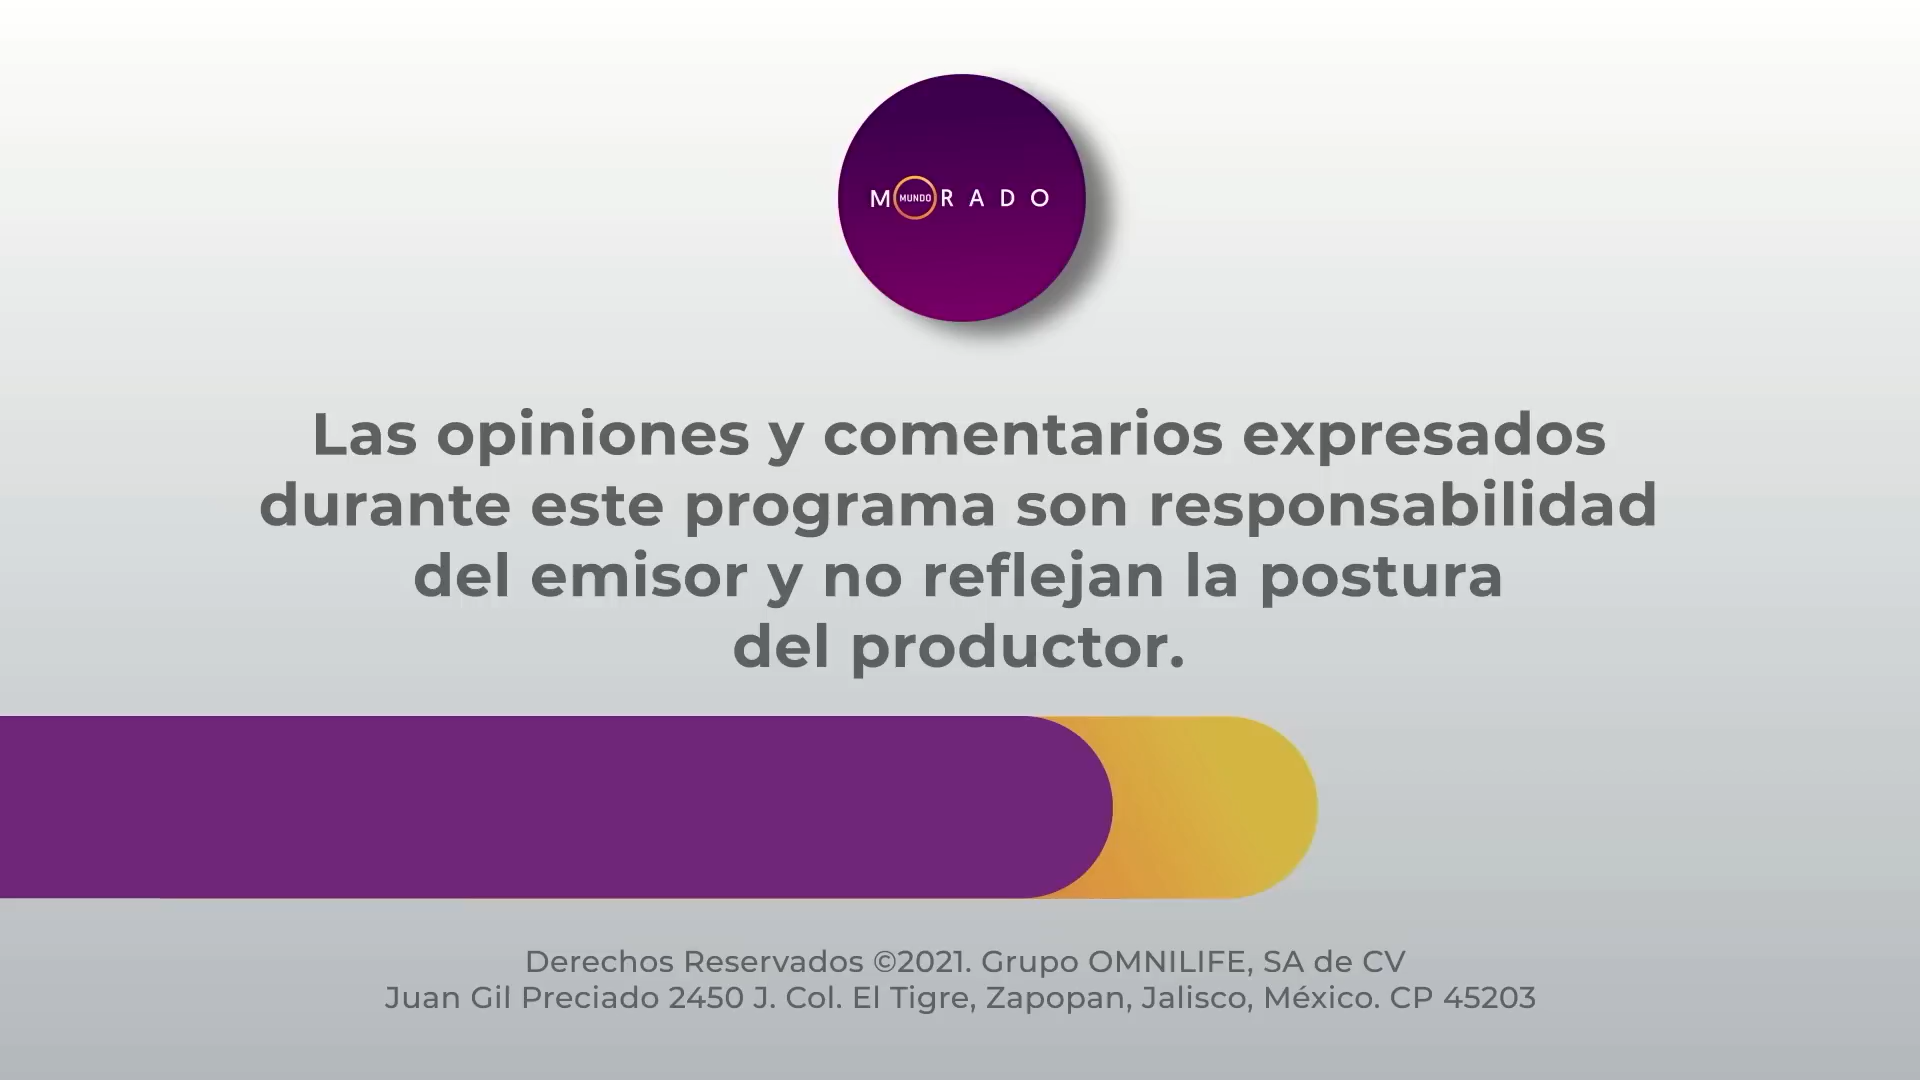 MUNDO
MORADO
Las opiniones y comentarios expresados
durante este programa son responsabilidad
del emisor y no reflejan la postura
del productor.
Derechos Reservados ©2021. Grupo OMNILIFE, SA de CV
Juan Gil Preciado 2450 J. Col. El Tigre, Zapopan, Jalisco, México. CP 45203